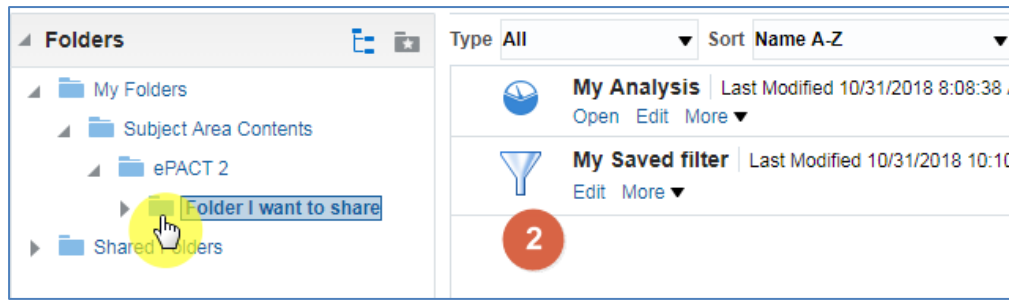 Folders
My Folders
Subject Area Contents
ePACT 2
Folder I want to share
Shared Folders
Type All Sort Name A-Z
My Analysis Last Modified 10/31/2018 8:08:38
Open Edit More
My Saved filter Last Modified 10/31/2018 10:10
Edit More
2